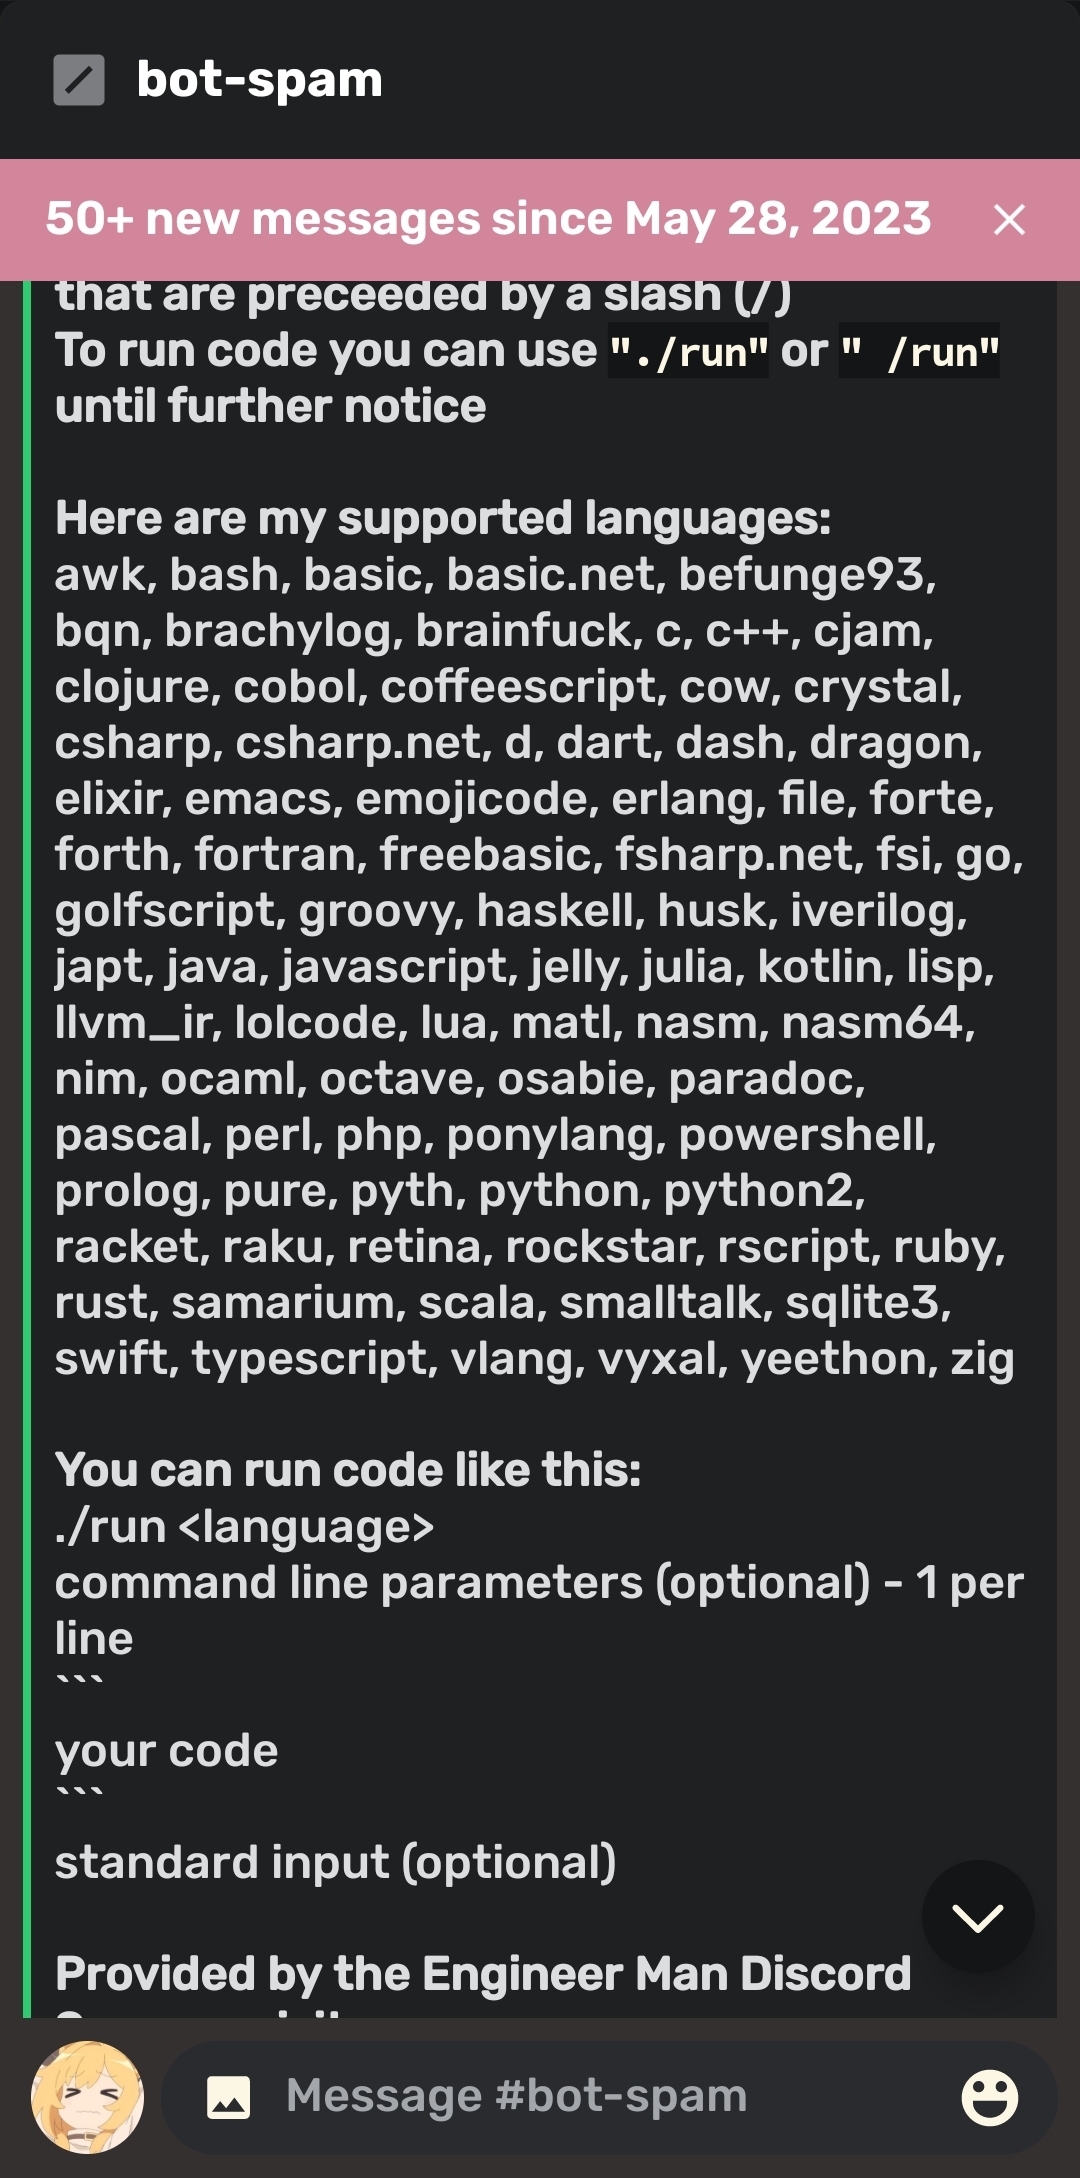 bot-spam
50+ new messages since May 28, 2023
that are preceeded by a slash (/)
To run code you can use "./run" or " /run"
until further notice
Here are my supported languages:
awk, bash, basic, basic.net, befunge93,
bqn, brachylog, brainfuck, c, c++, cjam,
clojure, cobol, coffeescript, cow, crystal,
csharp, csharp.net, d, dart, dash, dragon,
elixir, emacs, emojicode, erlang, file, forte,
forth, fortran, freebasic, fsharp.net, fsi, go,
golfscript, groovy, haskell, husk, iverilog,
japt, java, javascript, jelly, julia, kotlin, lisp,
llvm_ir, lolcode, lua, matl, nasm, nasm64,
nim, ocaml, octave, osabie, paradoc,
pascal, perl, php, ponylang, powershell,
prolog, pure, pyth, python, python2,
racket, raku, retina, rockstar, rscript, ruby,
rust, samarium, scala, smalltalk, sqlite3,
swift, typescript, vlang, vyxal, yeethon, zig
You can run code like this:
./run <language>
command line parameters (optional) - 1 per
line
```
your code
```
standard input (optional)
Provided by the Engineer Man Discord
Message #bot-spam